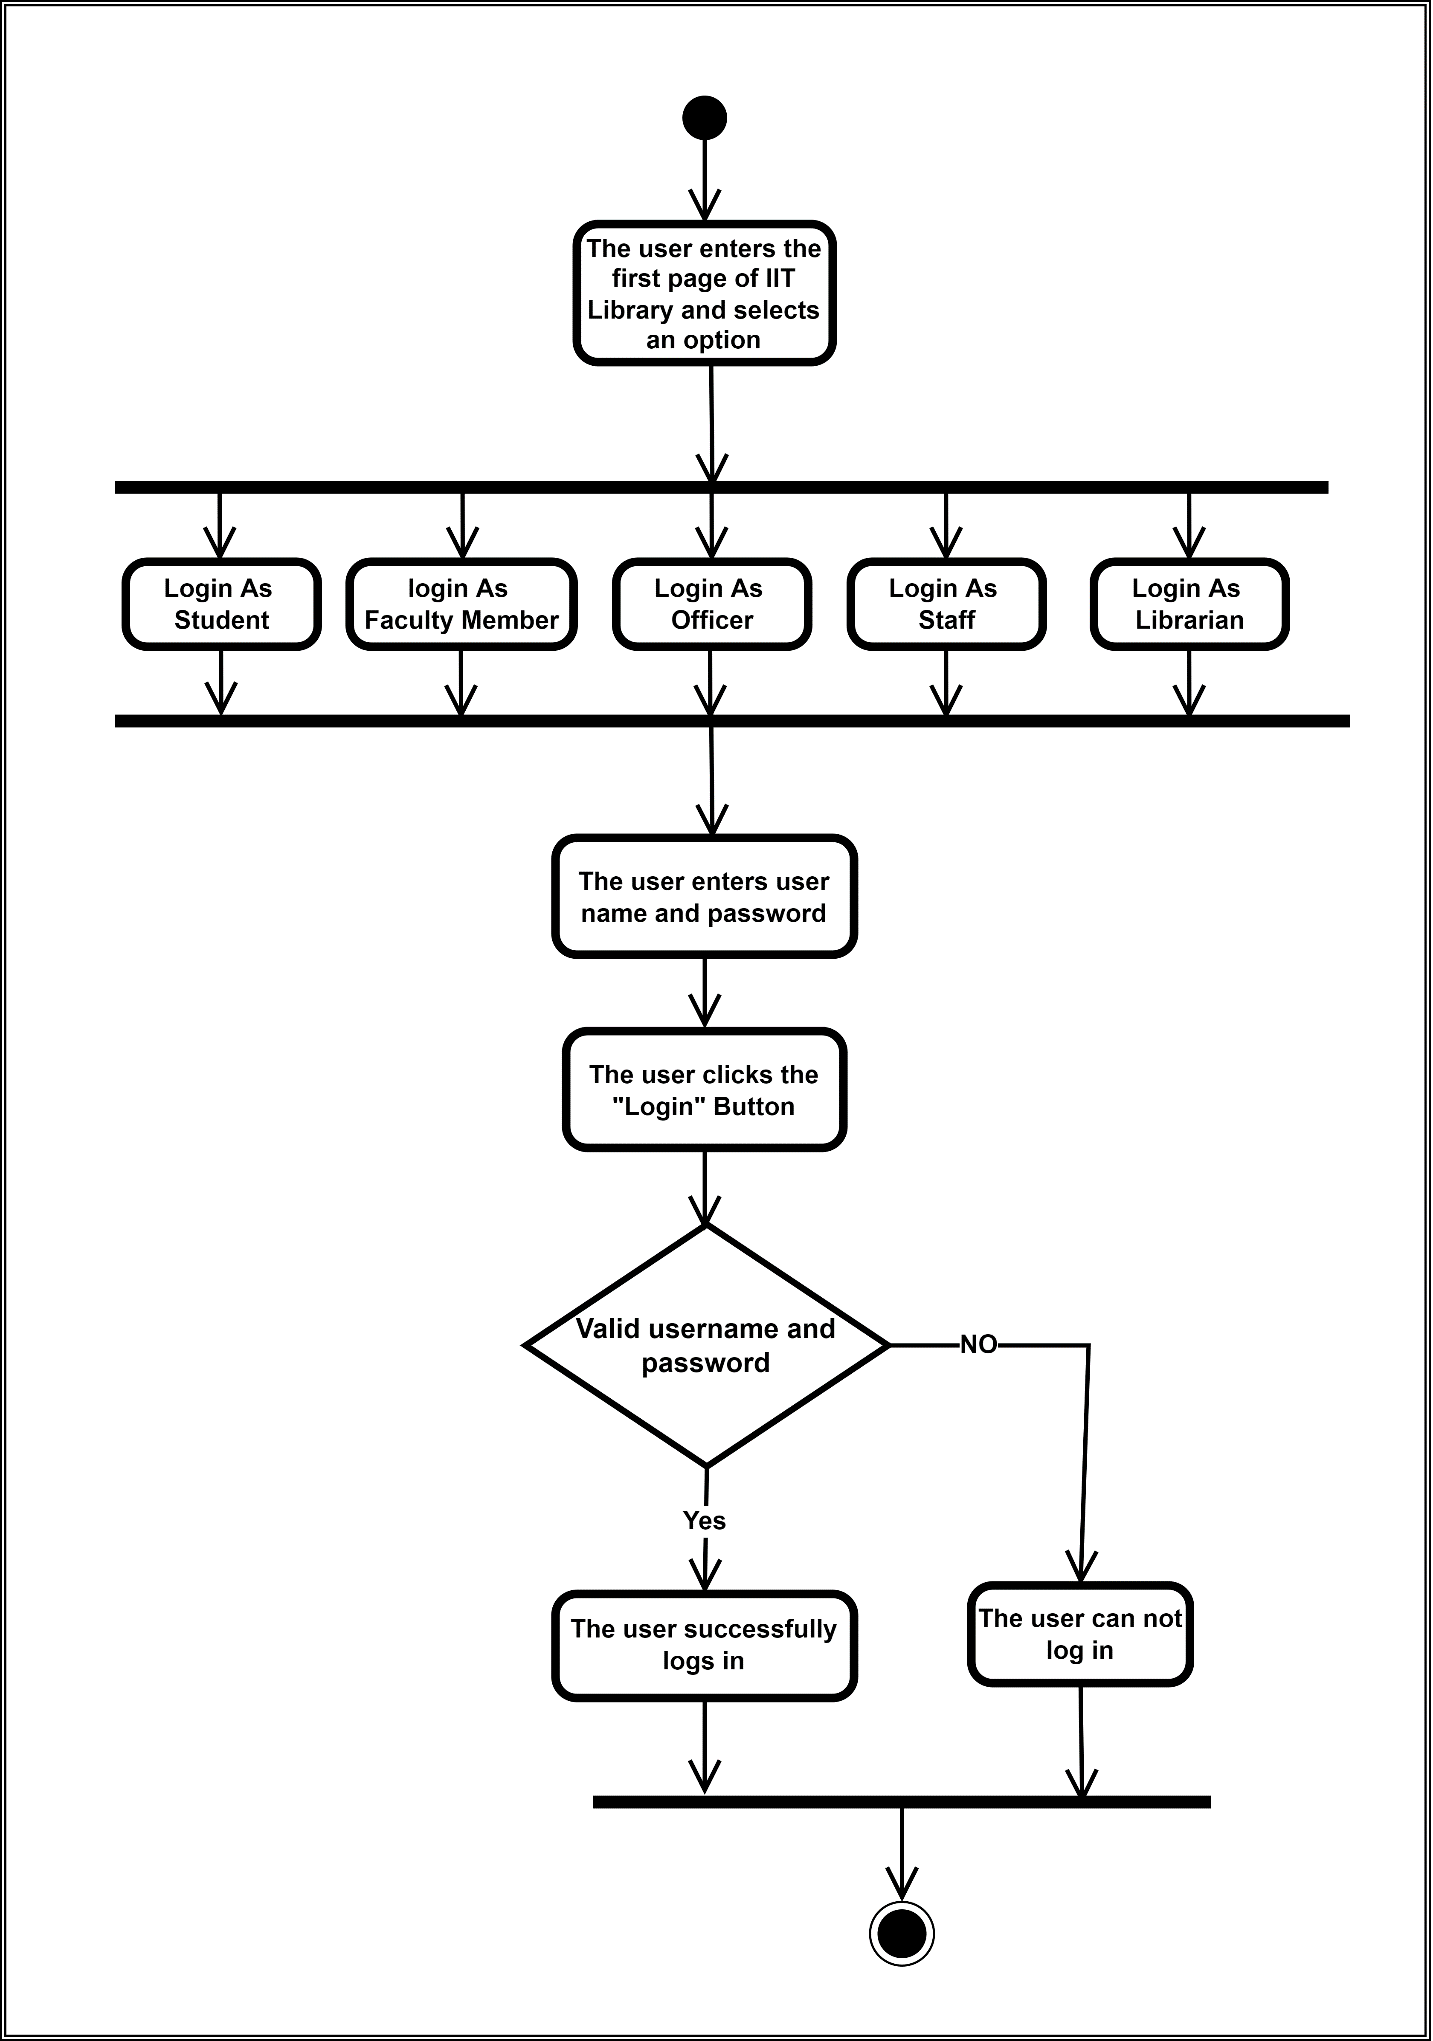 The user enters the
first page of IIT
Library and selects
an option
Login As
Student
login As
Faculty Member
Login As
Officer
Login As
Staff
Login As
Librarian
The user enters user
name and password
The user clicks the
"Login" Button
Valid username and
password
NO
Yes
The user successfully
logs in
The user can not
log in